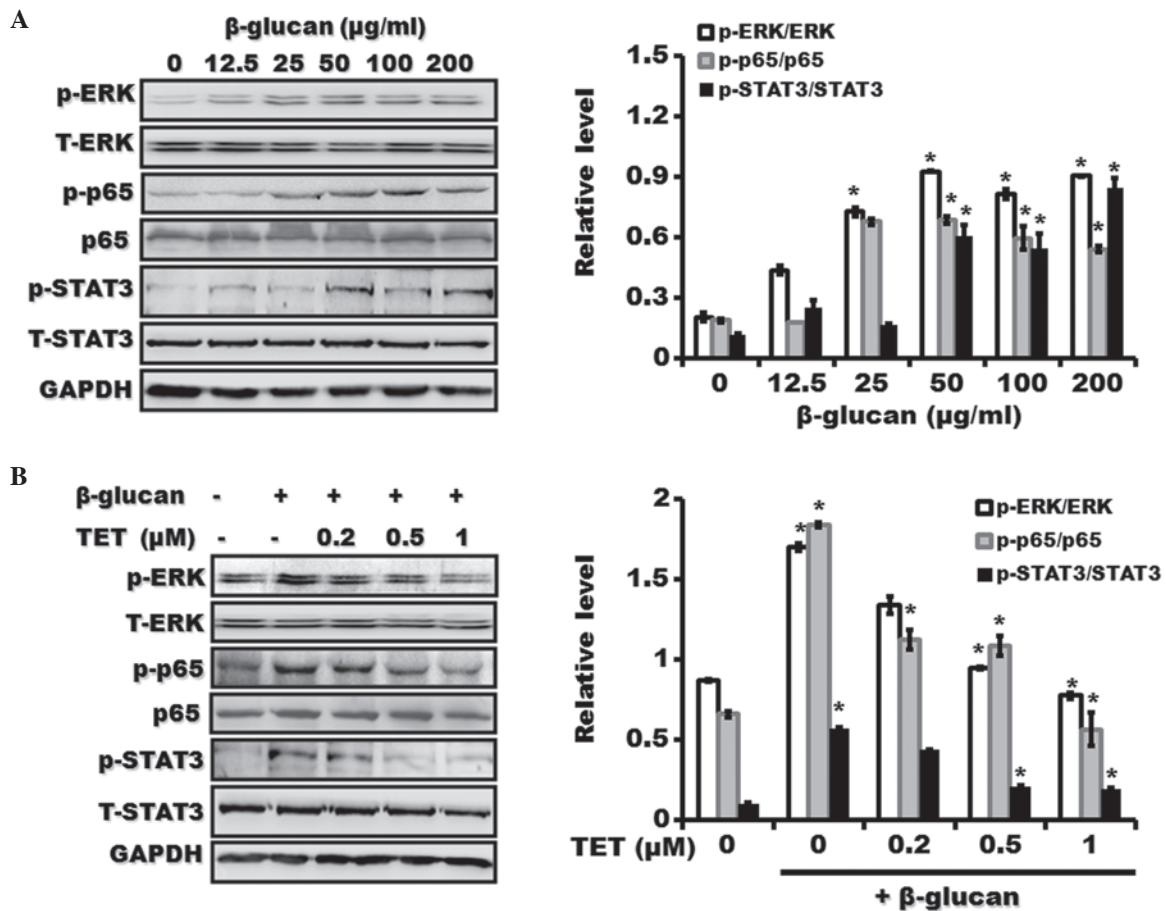 A
β-glucan (µg/ml)
0 12.5 25 50 100 200
p-ERK
T-ERK
p-p65
p65
p-STAT3
T-STAT3
GAPDH
p-ERK/ERK
p-p65/p65
p-STAT3/STAT3
Relative level
1.5
1.2
0.9
0.6
0.3
0
* * * * * * * * * * *
0 12.5 25 50 100 200
β-glucan (µg/ml)
B
β-glucan - + + + +
TET (µM) - - 0.2 0.5 1
p-ERK
T-ERK
p-p65
p65
p-STAT3
T-STAT3
GAPDH
p-ERK/ERK
p-p65/p65
p-STAT3/STAT3
Relative level
2
1.5
1
0.5
0
* * * * * * * * * *
TET (µM) 0 0 0.2 0.5 1
+ β-glucan